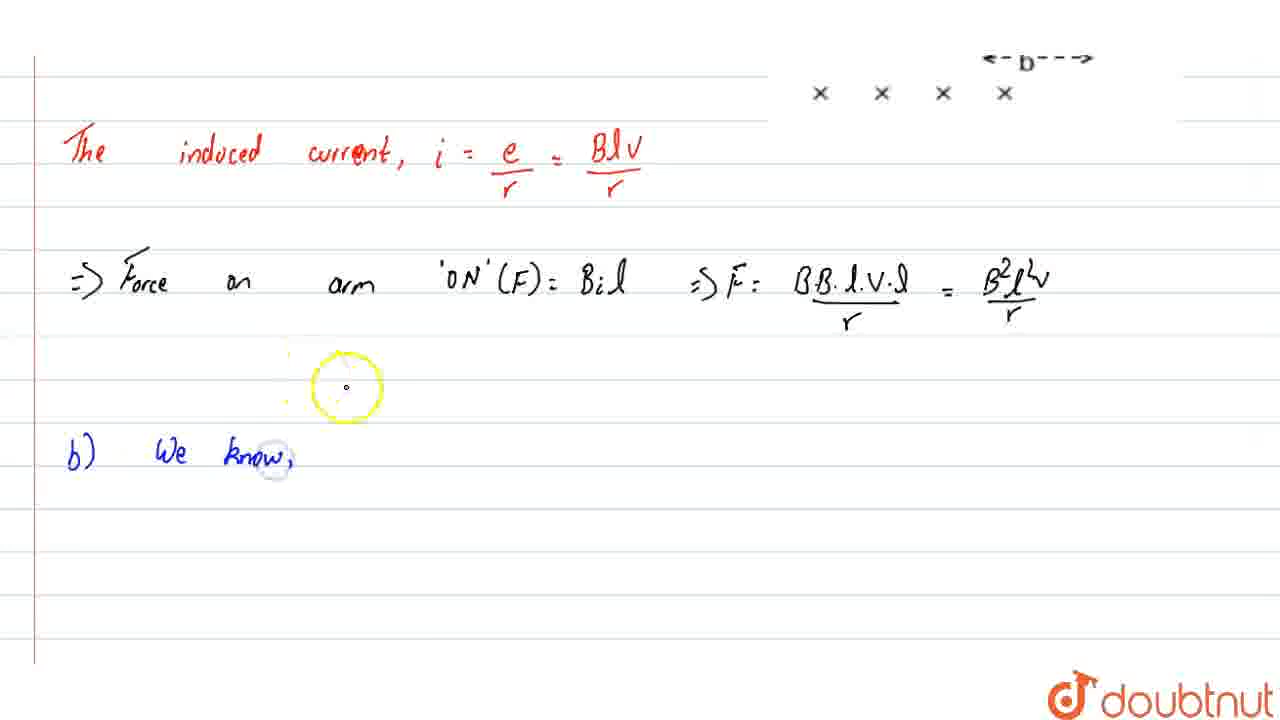 b
× × × ×
The induced current, i = e/r = Blv/r
=> Force on arm 'ON' (F) = Bil => F = B.B.l.v.l/r = B²l²v/r
b) We know,
doubtnut